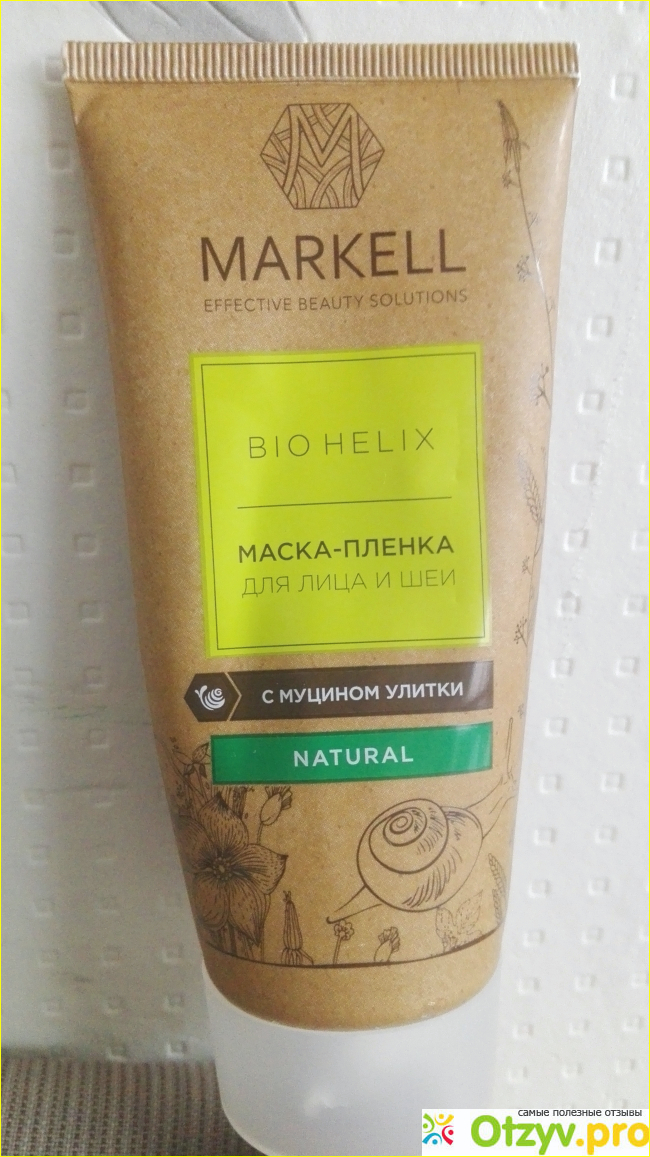 M
MARKELL
EFFECTIVE BEAUTY SOLUTIONS
BIO HELIX
МАСКА-ПЛЕНКА
ДЛЯ ЛИЦА И ШЕИ
С МУЦИНОМ УЛИТКИ
NATURAL
самые полезные отзывы
Otzyv.pro